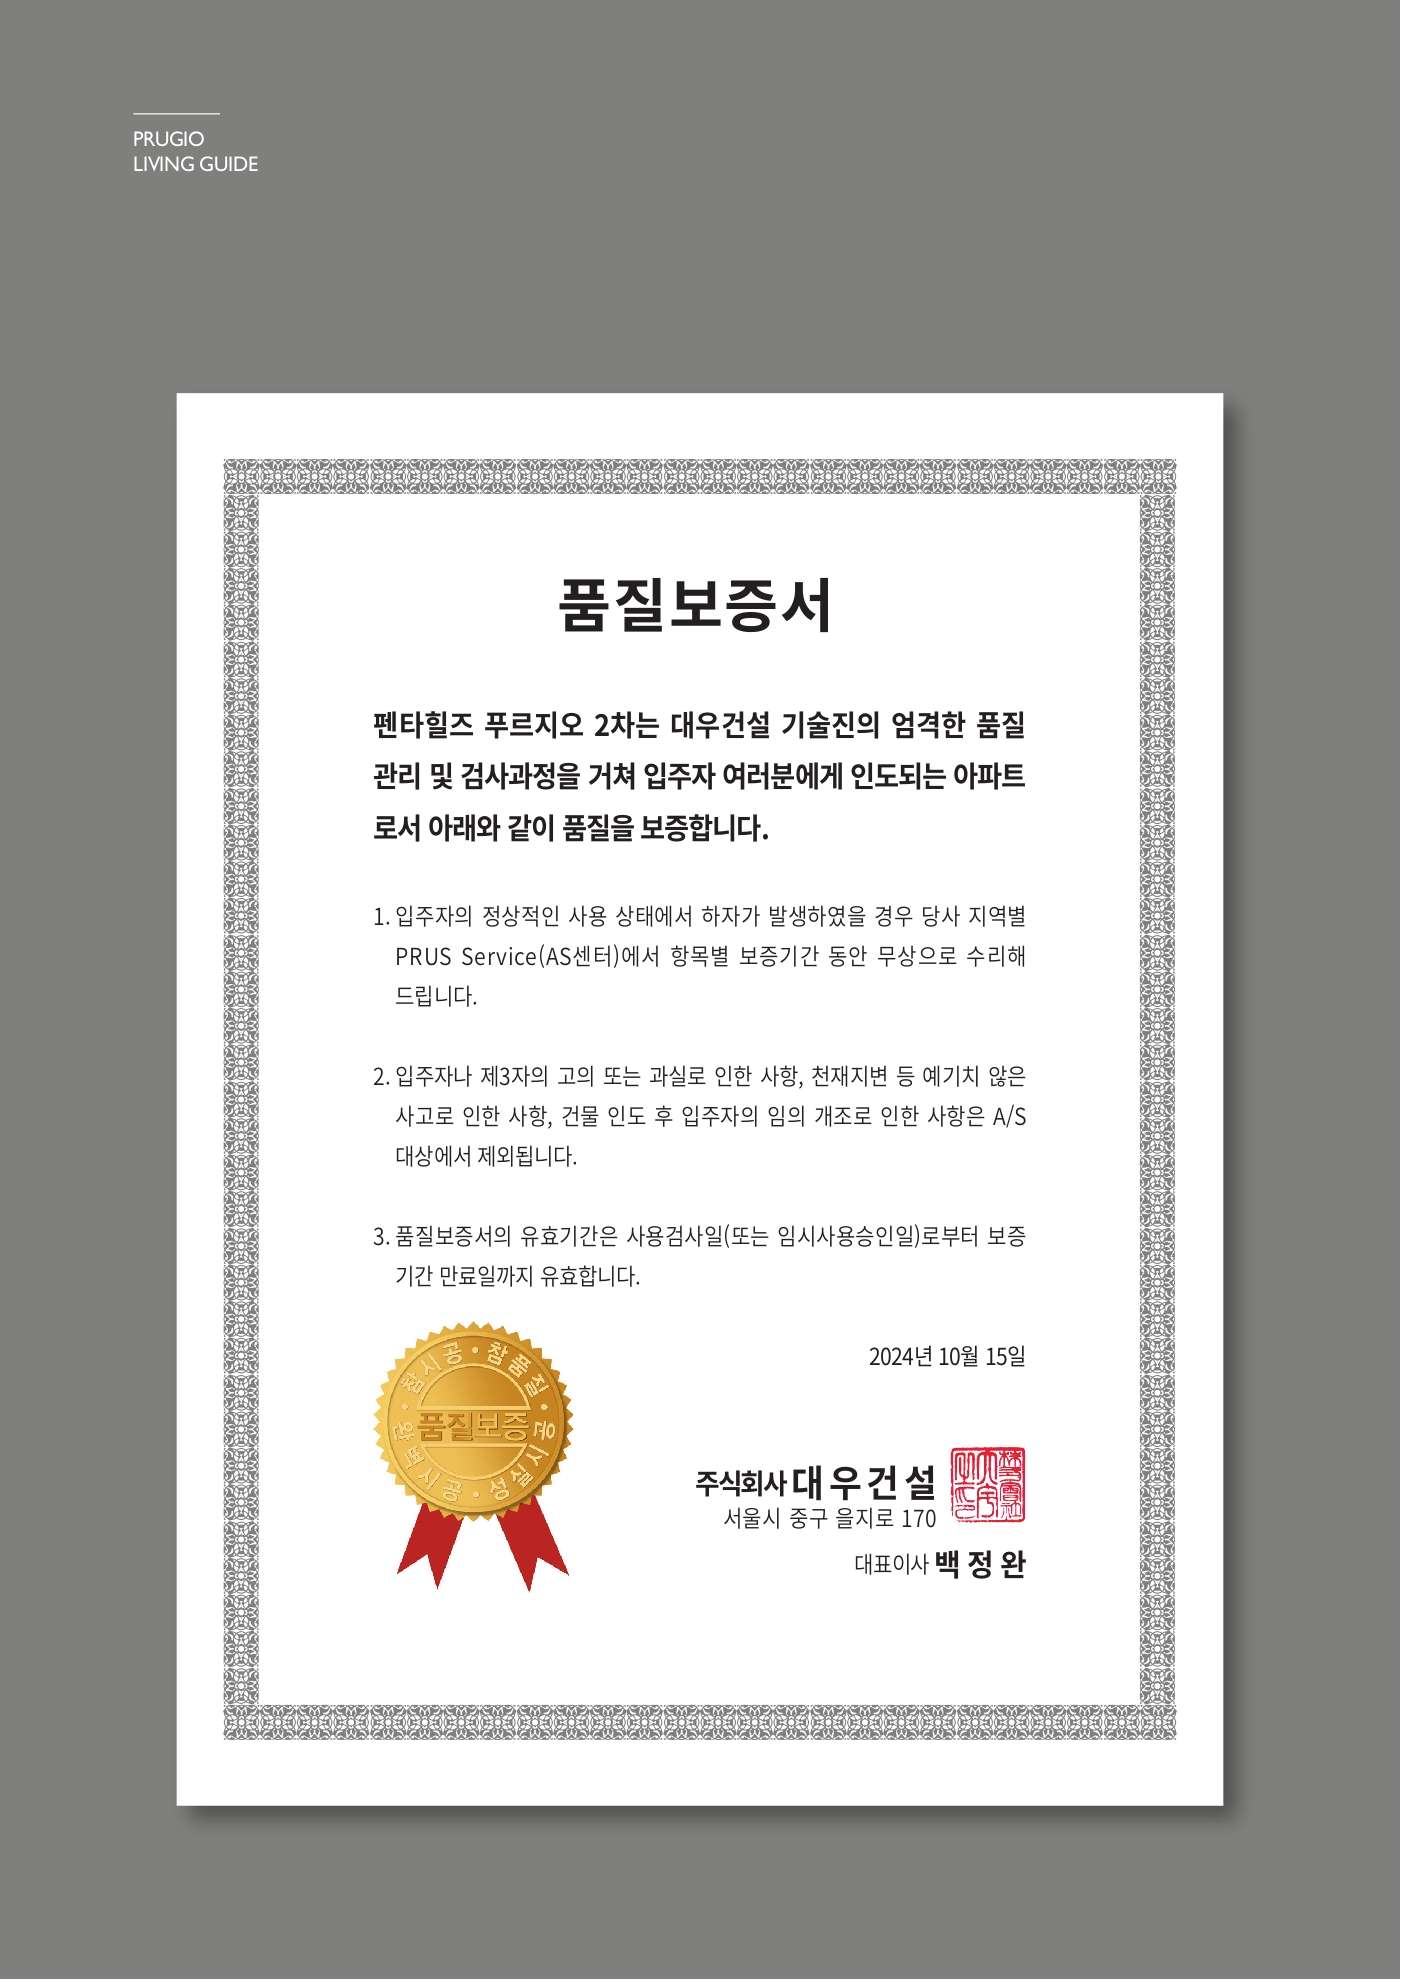 PRUGIO
LIVING GUIDE
품질보증서
펜타힐즈 푸르지오 2차는 대우건설 기술진의 엄격한 품질
관리 및 검사과정을 거쳐 입주자 여러분에게 인도되는 아파트
로서 아래와 같이 품질을 보증합니다.
1. 입주자의 정상적인 사용 상태에서 하자가 발생하였을 경우 당사 지역별
PRUS Service(AS센터)에서 항목별 보증기간 동안 무상으로 수리해
드립니다.
2. 입주자나 제3자의 고의 또는 과실로 인한 사항, 천재지변 등 예기치 않은
사고로 인한 사항, 건물 인도 후 입주자의 임의 개조로 인한 사항은 A/S
대상에서 제외됩니다.
3. 품질보증서의 유효기간은 사용검사일(또는 임시사용승인일)로부터 보증
기간 만료일까지 유효합니다.
참시공 · 참품질
품질보증
완벽시공 · 성실시공
2024년 10월 15일
주식회사 대우건설
서울시 중구 을지로 170
대표이사 백정완